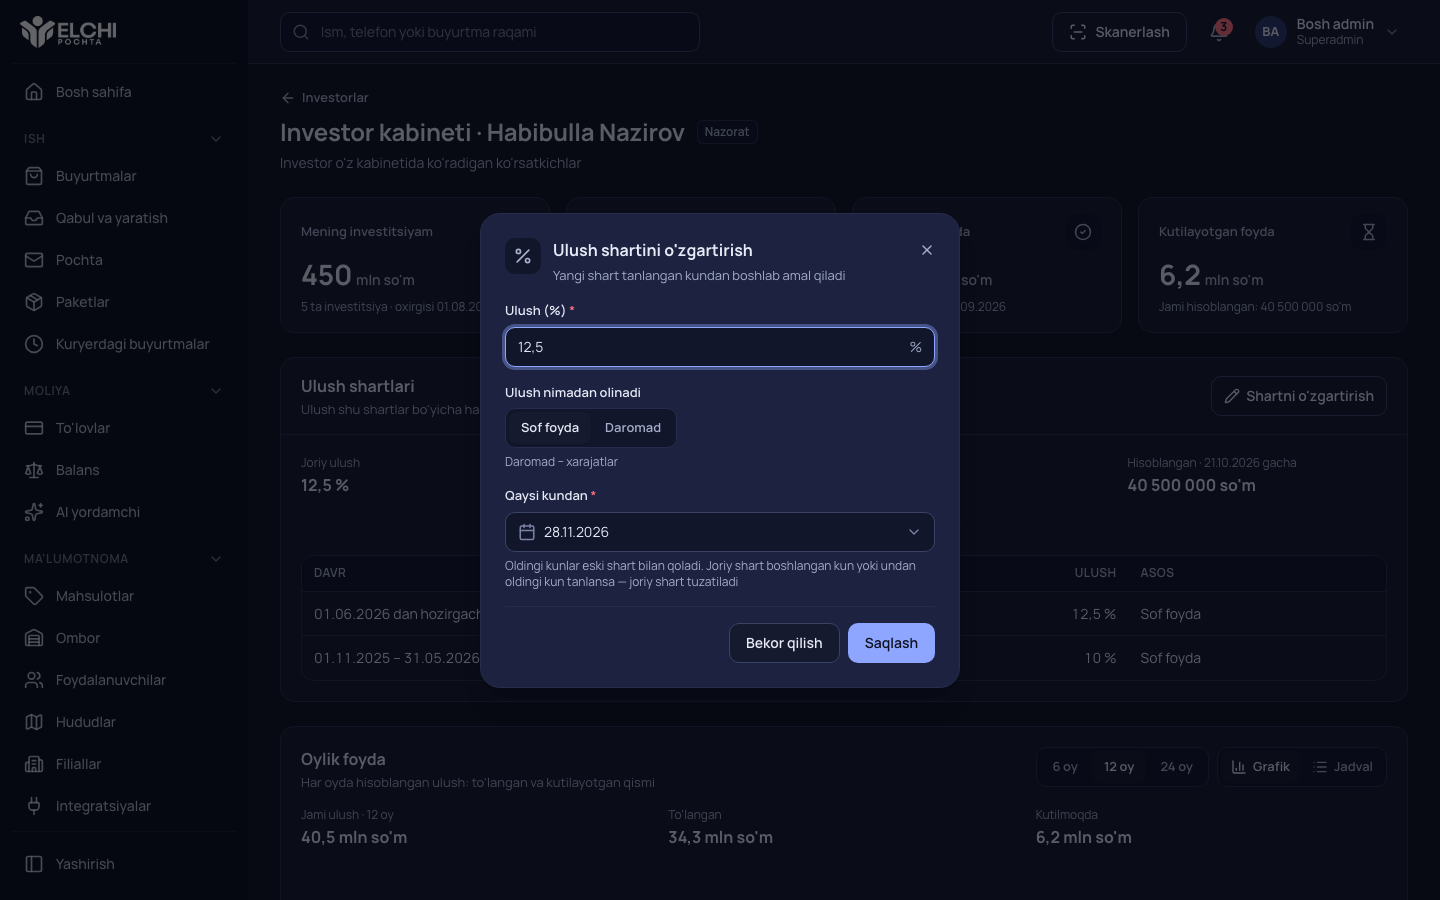 ELCHI
POCHTA
Ism, telefon yoki buyurtma raqami
Skanerlash
3
BA
Bosh admin
Superadmin
Bosh sahifa
ISH
Buyurtmalar
Qabul va yaratish
Pochta
Paketlar
Kuryerdagi buyurtmalar
MOLIYA
To'lovlar
Balans
AI yordamchi
MA'LUMOTNOMA
Mahsulotlar
Ombor
Foydalanuvchilar
Hududlar
Filiallar
Integratsiyalar
Yashirish
Investorlar
Investor kabineti · Habibulla Nazirov
Nazorat
Investor o'z kabinetida ko'radigan ko'rsatkichlar
Mening investitsiyam
450 mln so'm
5 ta investitsiya · oxirgisi 01.08.20
da
so'm
09.2026
Kutilayotgan foyda
6,2 mln so'm
Jami hisoblangan: 40 500 000 so'm
Ulush shartlari
Ulush shu shartlar bo'yicha ha
Shartni o'zgartirish
Joriy ulush
12,5 %
Hisoblangan · 21.10.2026 gacha
40 500 000 so'm
DAVR
ULUSH
ASOS
01.06.2026 dan hozirgach
12,5 %
Sof foyda
01.11.2025 – 31.05.2026
10 %
Sof foyda
Ulush shartini o'zgartirish
Yangi shart tanlangan kundan boshlab amal qiladi
Ulush (%) *
12,5
%
Ulush nimadan olinadi
Sof foyda
Daromad
Daromad − xarajatlar
Qaysi kundan *
28.11.2026
Oldingi kunlar eski shart bilan qoladi. Joriy shart boshlangan kun yoki undan
oldingi kun tanlansa — joriy shart tuzatiladi
Bekor qilish
Saqlash
Oylik foyda
Har oyda hisoblangan ulush: to'langan va kutilayotgan qismi
6 oy
12 oy
24 oy
Grafik
Jadval
Jami ulush · 12 oy
40,5 mln so'm
To'langan
34,3 mln so'm
Kutilmoqda
6,2 mln so'm